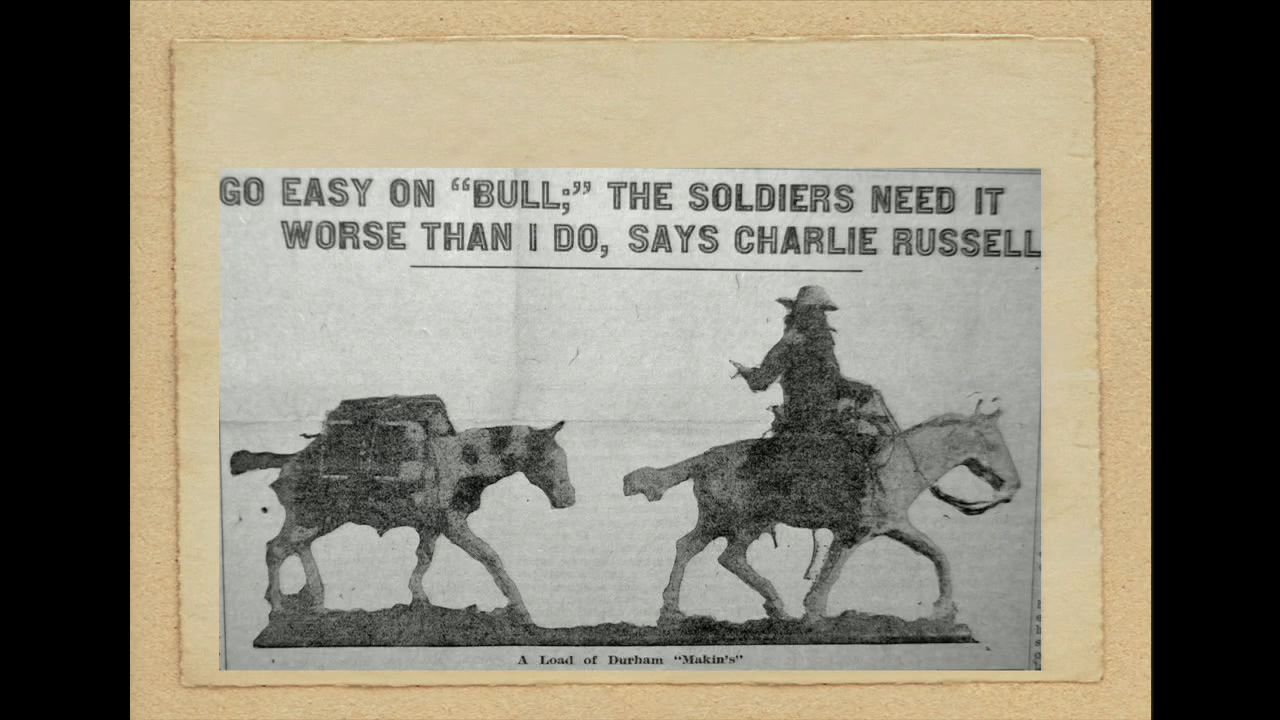 GO EASY ON “BULL;” THE SOLDIERS NEED IT
WORSE THAN I DO, SAYS CHARLIE RUSSELL
A Load of Durham “Makin's”